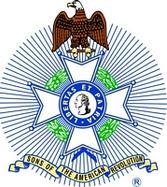 LIBERTAS ET PATRIA
SONS OF THE AMERICAN REVOLUTION
®